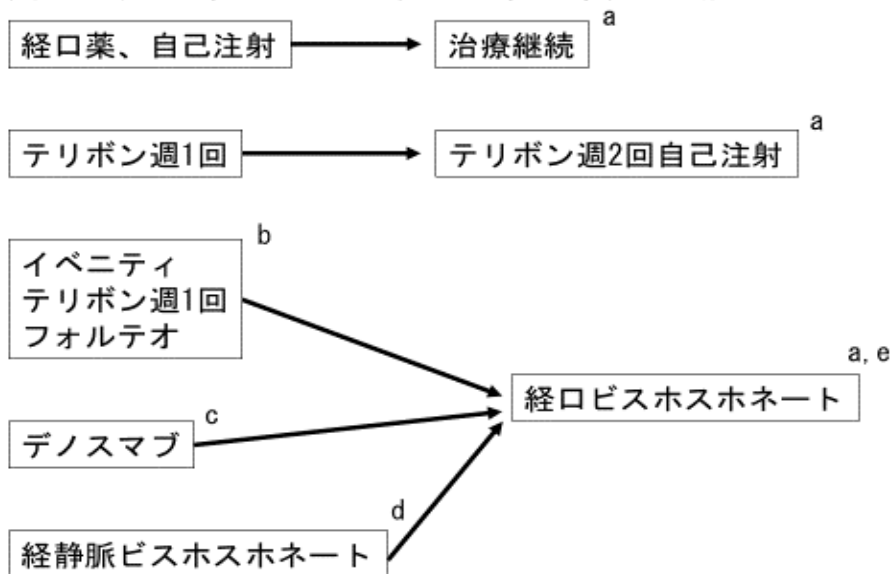 経口薬、自己注射
治療継続
a
テリボン週1回
テリボン週2回自己注射
a
イベニティ
テリボン週1回
フォルテオ
b
デノスマブ
c
経静脈ビスホスホネート
d
経口ビスホスホネート
a, e